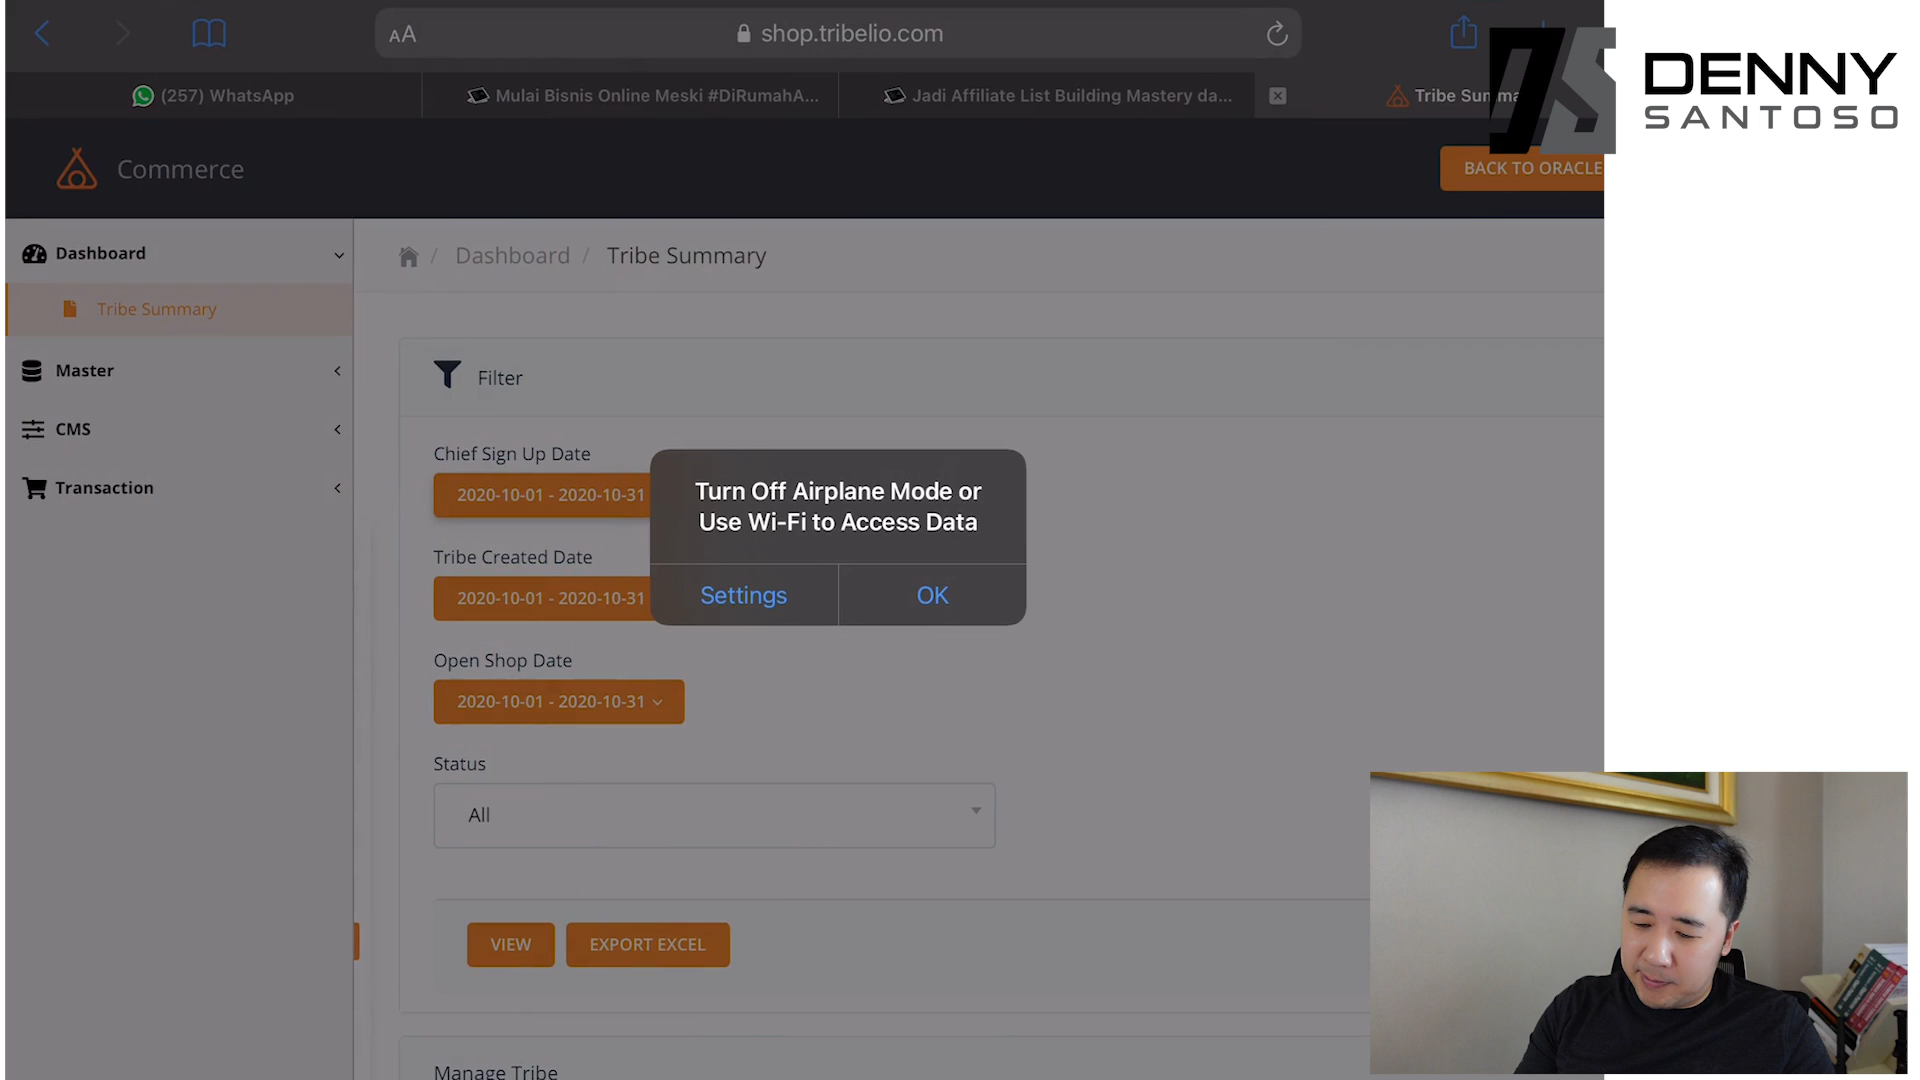 AA
shop.tribelio.com
(257) WhatsApp
Mulai Bisnis Online Meski #DiRumahA...
Jadi Affiliate List Building Mastery da...
Tribe Summa
DENNY
SANTOSO
Commerce
BACK TO ORACLE
Dashboard
Tribe Summary
Master
CMS
Transaction
/ Dashboard / Tribe Summary
Filter
Chief Sign Up Date
2020-10-01 - 2020-10-31
Tribe Created Date
2020-10-01 - 2020-10-31
Open Shop Date
2020-10-01 - 2020-10-31
Status
All
VIEW
EXPORT EXCEL
Manage Tribe
Turn Off Airplane Mode or
Use Wi-Fi to Access Data
Settings
OK